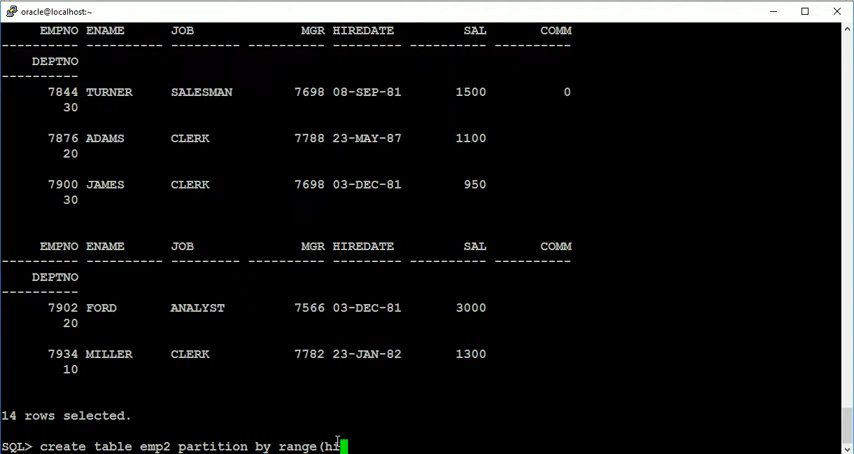 oracle@localhost:~
EMPNO ENAME JOB MGR HIREDATE SAL COMM
---------- ---------- --------- ---------- --------- ---------- ----------
DEPTNO
----------
7844 TURNER SALESMAN 7698 08-SEP-81 1500 0
30
7876 ADAMS CLERK 7788 23-MAY-87 1100
20
7900 JAMES CLERK 7698 03-DEC-81 950
30
EMPNO ENAME JOB MGR HIREDATE SAL COMM
---------- ---------- --------- ---------- --------- ---------- ----------
DEPTNO
----------
7902 FORD ANALYST 7566 03-DEC-81 3000
20
7934 MILLER CLERK 7782 23-JAN-82 1300
10
14 rows selected.
SQL> create table emp2 partition by range(hi